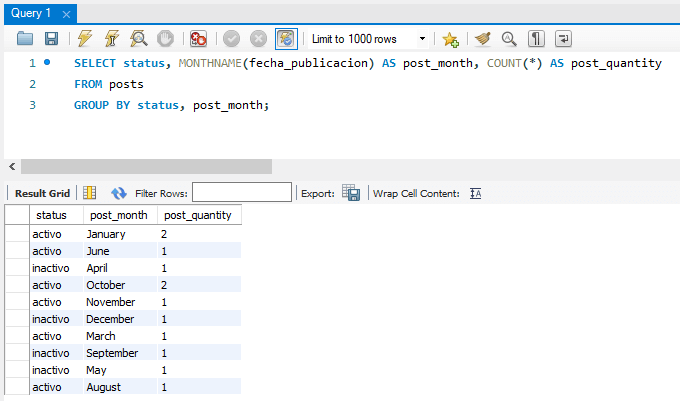 Query 1
Limit to 1000 rows
1 SELECT status, MONTHNAME(fecha_publicacion) AS post_month, COUNT(*) AS post_quantity
2 FROM posts
3 GROUP BY status, post_month;
Result Grid Filter Rows: Export: Wrap Cell Content:
status post_month post_quantity
activo January 2
activo June 1
inactivo April 1
activo October 2
activo November 1
inactivo December 1
activo March 1
inactivo September 1
inactivo May 1
activo August 1